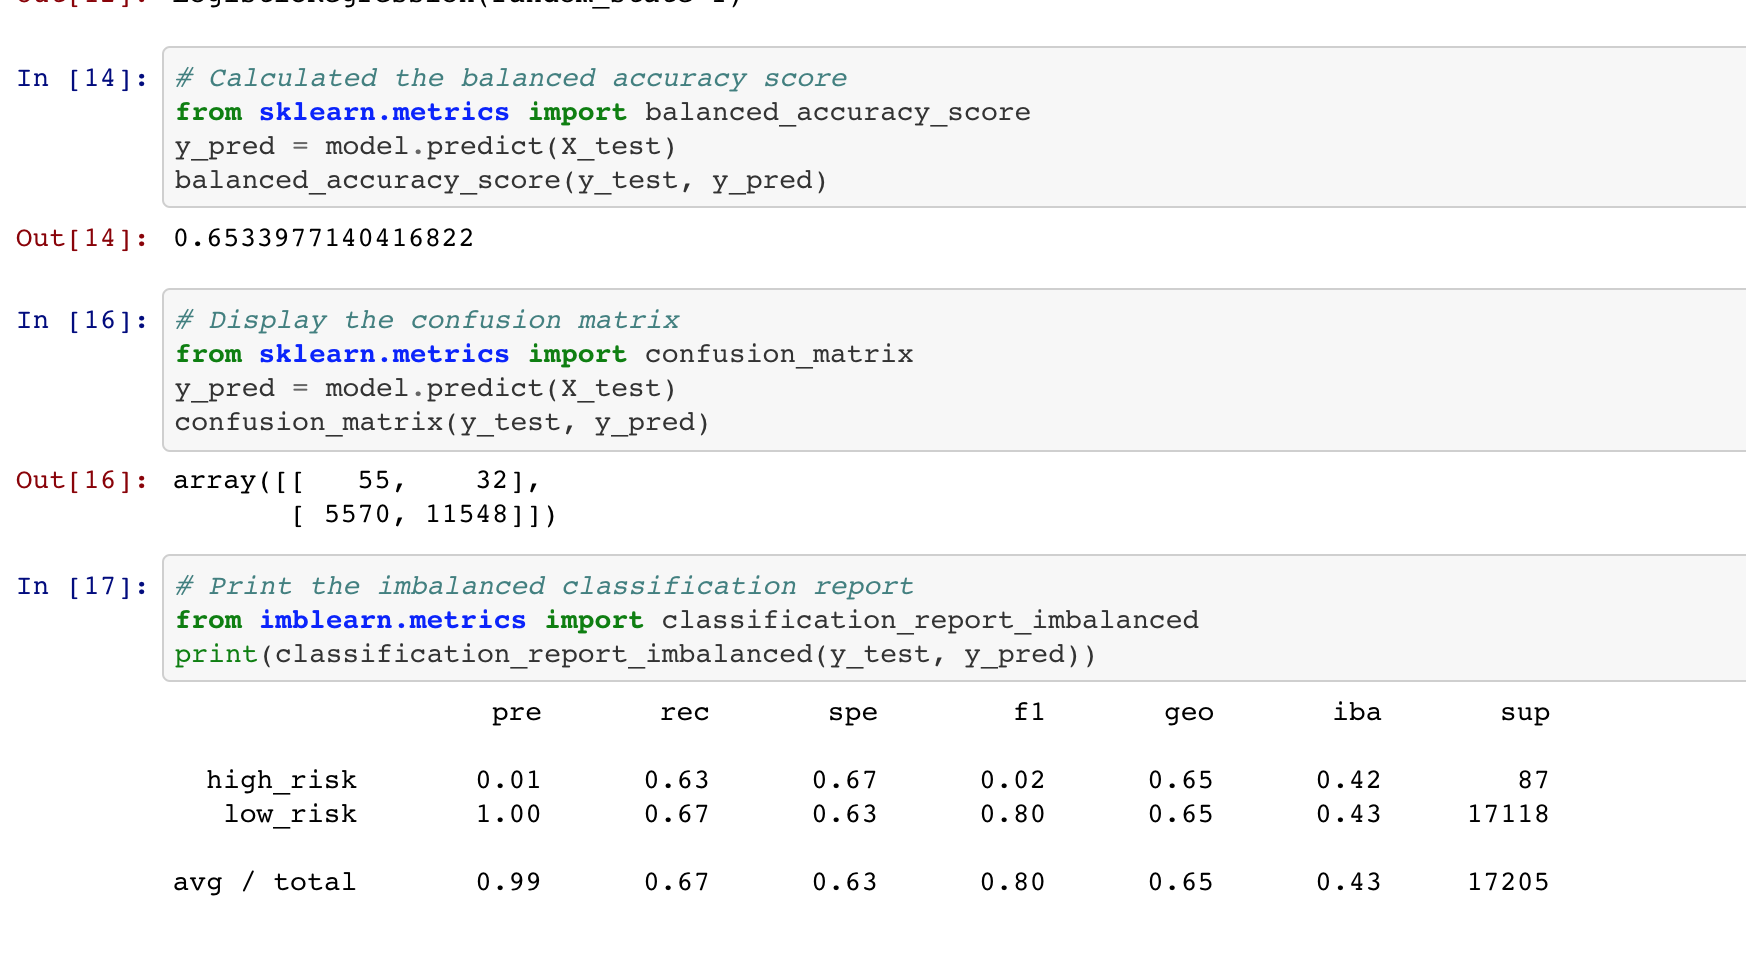 In [14]: # Calculated the balanced accuracy score
from sklearn.metrics import balanced_accuracy_score
y_pred = model.predict(X_test)
balanced_accuracy_score(y_test, y_pred)
Out[14]: 0.6533977140416822
In [16]: # Display the confusion matrix
from sklearn.metrics import confusion_matrix
y_pred = model.predict(X_test)
confusion_matrix(y_test, y_pred)
Out[16]: array([[   55,    32],
       [ 5570, 11548]])
In [17]: # Print the imbalanced classification report
from imblearn.metrics import classification_report_imbalanced
print(classification_report_imbalanced(y_test, y_pred))
pre rec spe f1 geo iba sup
high_risk 0.01 0.63 0.67 0.02 0.65 0.42 87
low_risk 1.00 0.67 0.63 0.80 0.65 0.43 17118
avg / total 0.99 0.67 0.63 0.80 0.65 0.43 17205